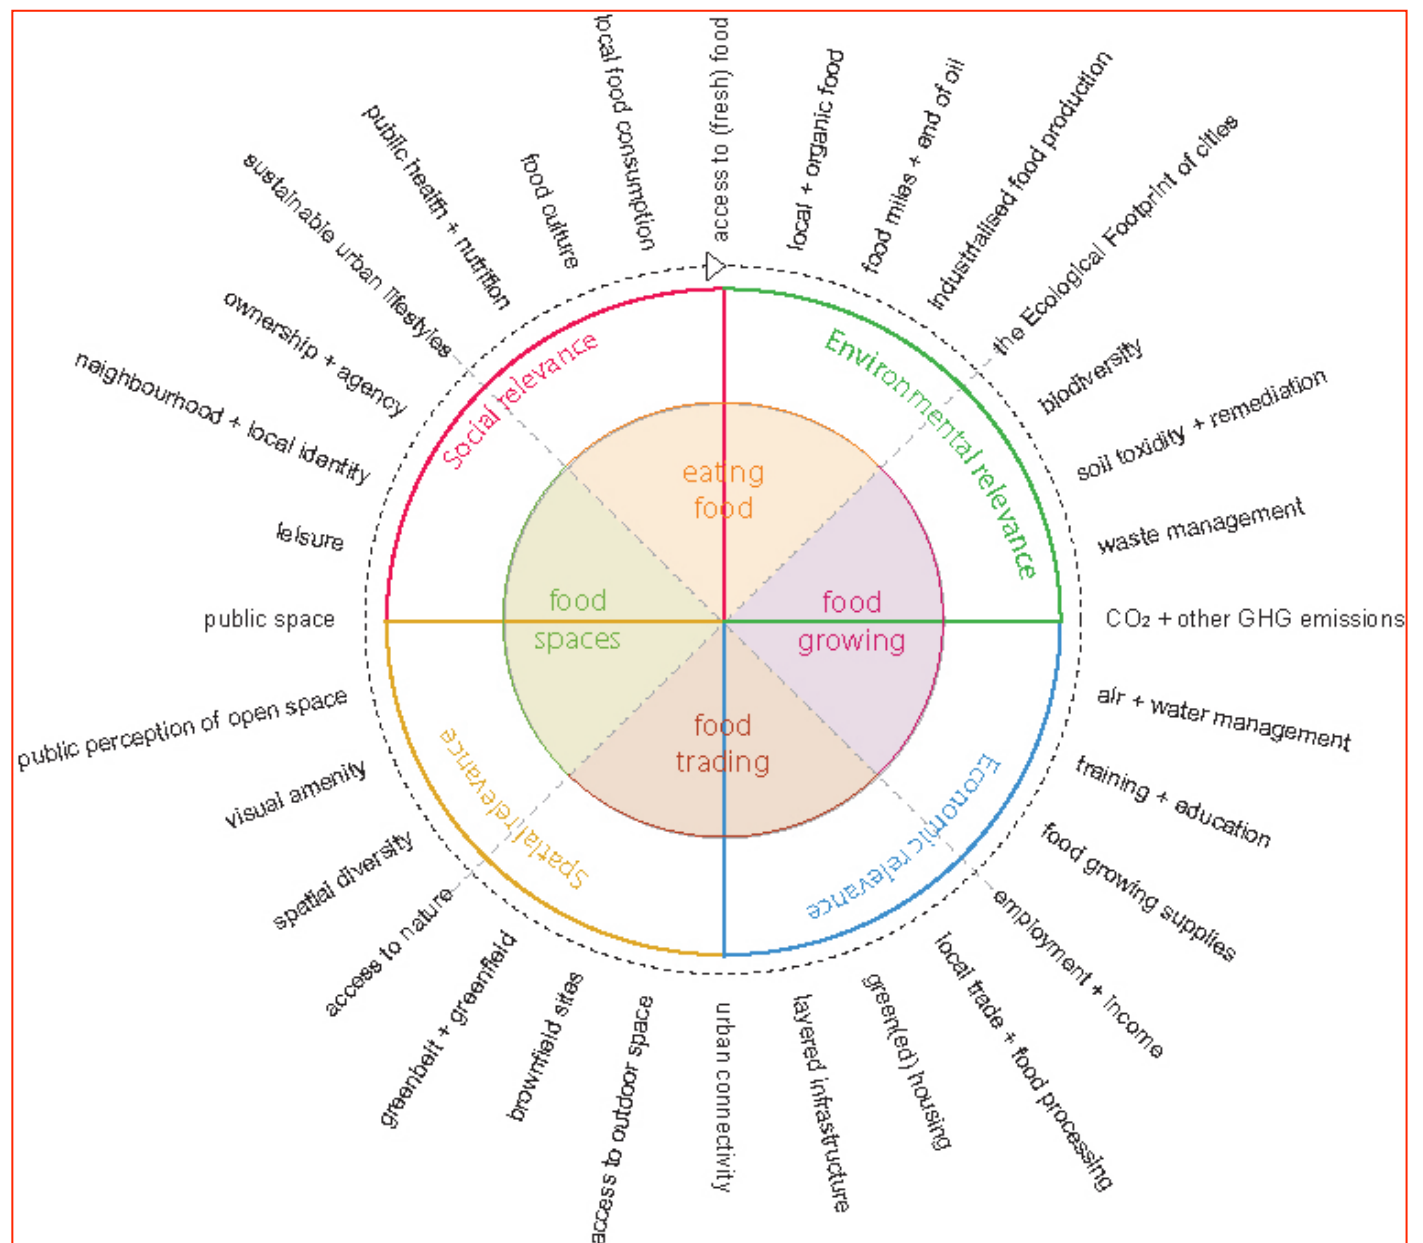 access to (fresh) food
local + organic food
food miles + end of oil
industrialised food production
the Ecological Footprint of cities
biodiversity
soil toxidity + remediation
waste management
CO₂ + other GHG emissions
air + water management
training + education
food growing supplies
employment + income
local trade + food processing
green(ed) housing
layered infrastructure
urban connectivity
access to outdoor space
brownfield sites
greenbelt + greenfield
access to nature
spatial diversity
visual amenity
public perception of open space
public space
leisure
neighbourhood + local identity
ownership + agency
sustainable urban lifestyles
public health + nutrition
food culture
local food consumption
Social relevance
Environmental relevance
Economic relevance
Spatial relevance
eating
food
food
growing
food
trading
food
spaces